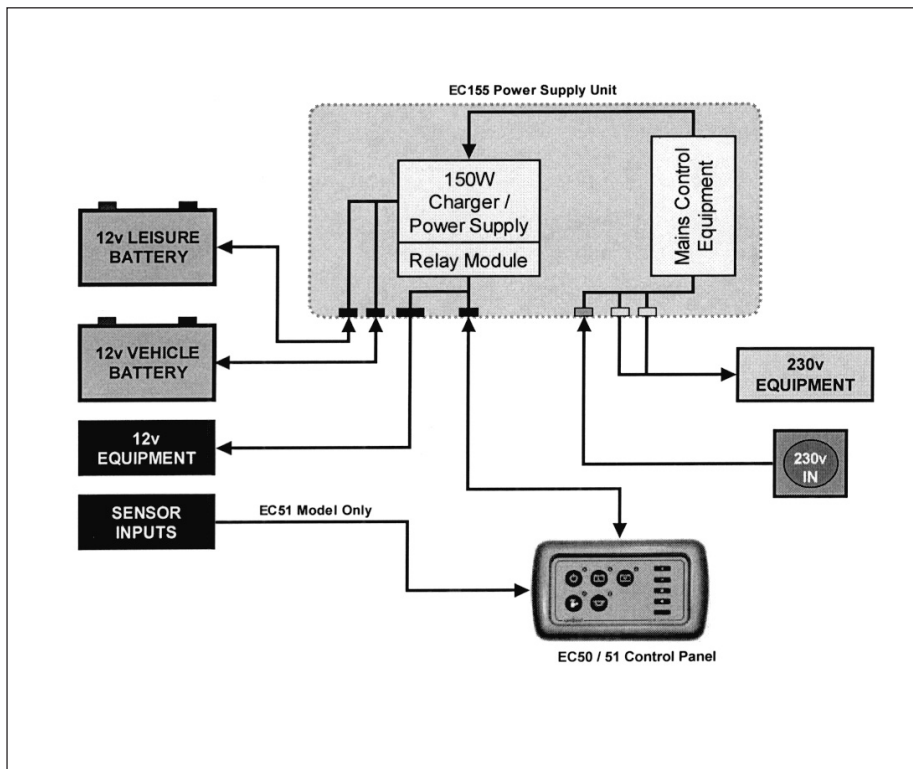 EC155 Power Supply Unit
150W
Charger /
Power Supply
Relay Module
Mains Control
Equipment
12v LEISURE
BATTERY
12v VEHICLE
BATTERY
12v
EQUIPMENT
SENSOR
INPUTS
EC51 Model Only
230v
EQUIPMENT
230v
IN
EC50 / 51 Control Panel